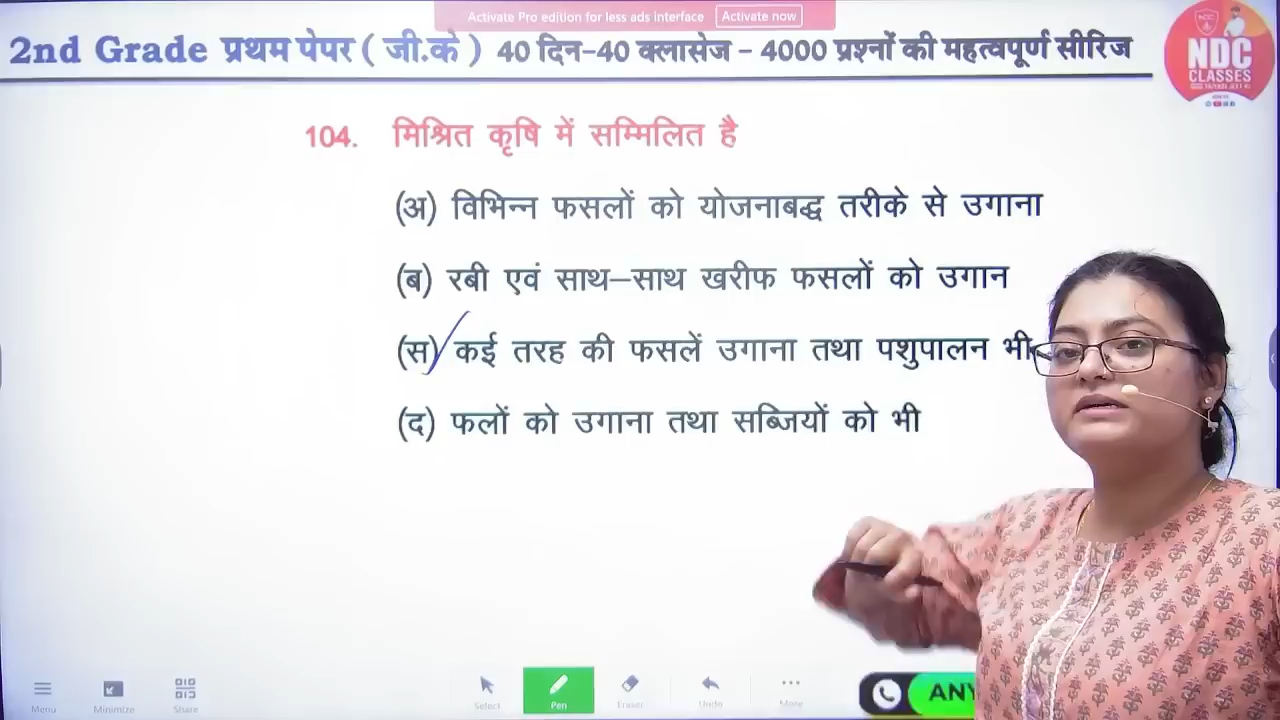 Activate Pro edition for less ads interface Activate now
2nd Grade प्रथम पेपर ( जी.के ) 40 दिन-40 क्लासेज - 4000 प्रश्नों की महत्वपूर्ण सीरिज
NDC
CLASSES
104. मिश्रित कृषि में सम्मिलित है
(अ) विभिन्न फसलों को योजनाबद्ध तरीके से उगाना
(ब) रबी एवं साथ–साथ खरीफ फसलों को उगान
(स) कई तरह की फसलें उगाना तथा पशुपालन भी
(द) फलों को उगाना तथा सब्जियों को भी
Menu Minimize Share Select Pen Eraser Undo More
ANY